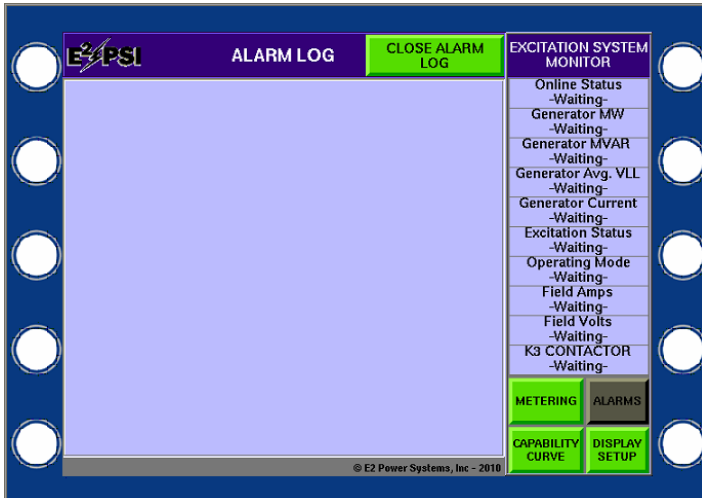 E2/PSI
ALARM LOG
CLOSE ALARM
LOG
EXCITATION SYSTEM
MONITOR
Online Status
-Waiting-
Generator MW
-Waiting-
Generator MVAR
-Waiting-
Generator Avg. VLL
-Waiting-
Generator Current
-Waiting-
Excitation Status
-Waiting-
Operating Mode
-Waiting-
Field Amps
-Waiting-
Field Volts
-Waiting-
K3 CONTACTOR
-Waiting-
METERING
ALARMS
CAPABILITY
CURVE
DISPLAY
SETUP
© E2 Power Systems, Inc - 2010